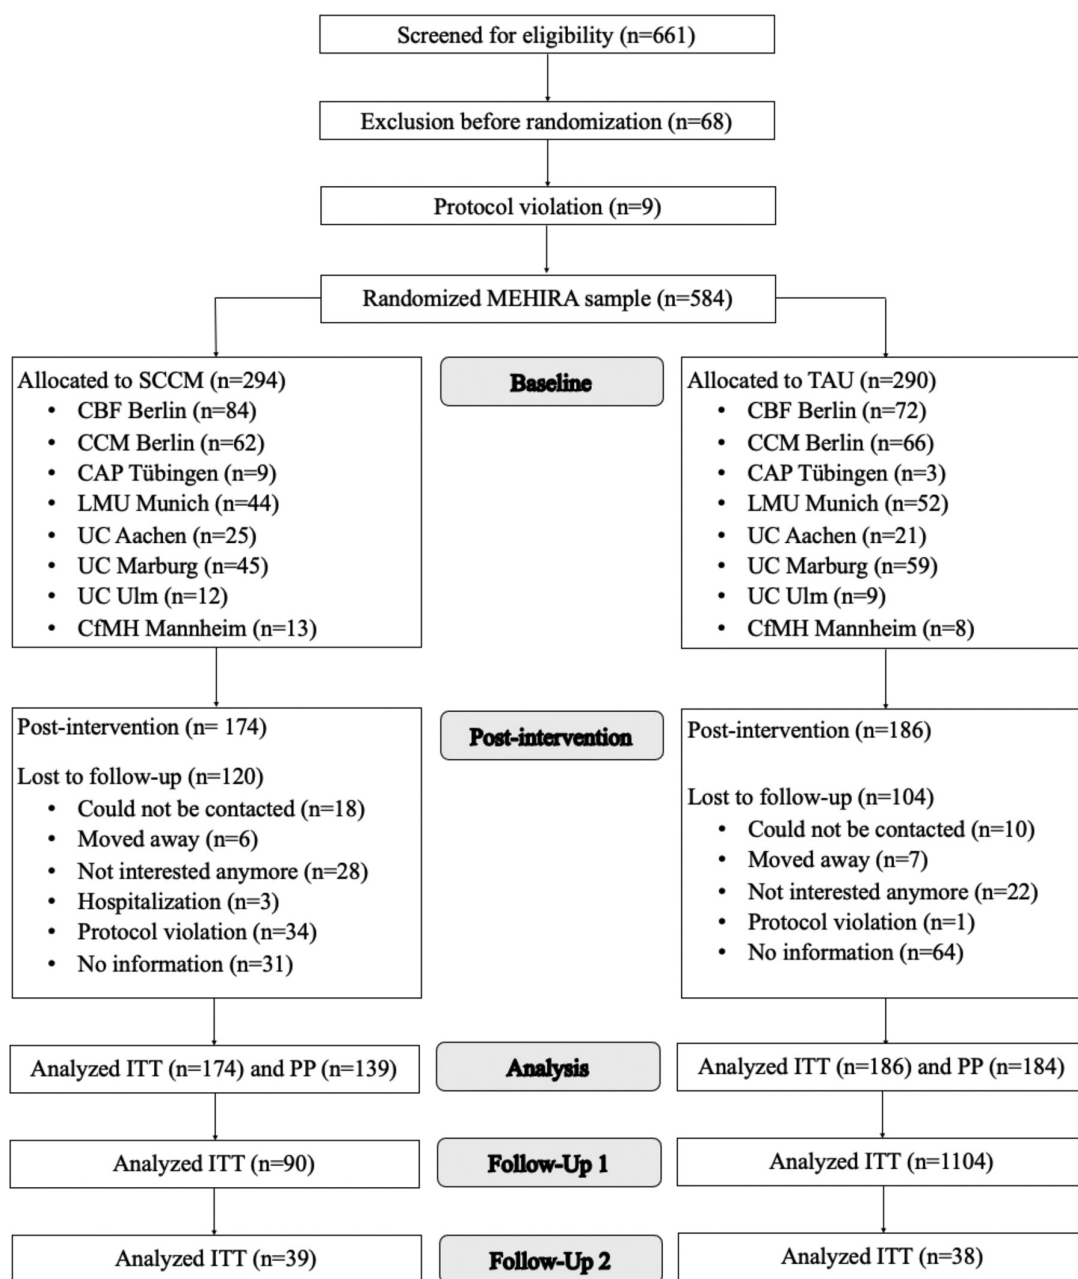 Screened for eligibility (n=661)
Exclusion before randomization (n=68)
Protocol violation (n=9)
Randomized MEHIRA sample (n=584)
Baseline
Allocated to SCCM (n=294)
• CBF Berlin (n=84)
• CCM Berlin (n=62)
• CAP Tübingen (n=9)
• LMU Munich (n=44)
• UC Aachen (n=25)
• UC Marburg (n=45)
• UC Ulm (n=12)
• CfMH Mannheim (n=13)
Allocated to TAU (n=290)
• CBF Berlin (n=72)
• CCM Berlin (n=66)
• CAP Tübingen (n=3)
• LMU Munich (n=52)
• UC Aachen (n=21)
• UC Marburg (n=59)
• UC Ulm (n=9)
• CfMH Mannheim (n=8)
Post-intervention
Post-intervention (n= 174)
Lost to follow-up (n=120)
• Could not be contacted (n=18)
• Moved away (n=6)
• Not interested anymore (n=28)
• Hospitalization (n=3)
• Protocol violation (n=34)
• No information (n=31)
Post-intervention (n=186)
Lost to follow-up (n=104)
• Could not be contacted (n=10)
• Moved away (n=7)
• Not interested anymore (n=22)
• Protocol violation (n=1)
• No information (n=64)
Analysis
Analyzed ITT (n=174) and PP (n=139)
Analyzed ITT (n=186) and PP (n=184)
Follow-Up 1
Analyzed ITT (n=90)
Analyzed ITT (n=1104)
Follow-Up 2
Analyzed ITT (n=39)
Analyzed ITT (n=38)